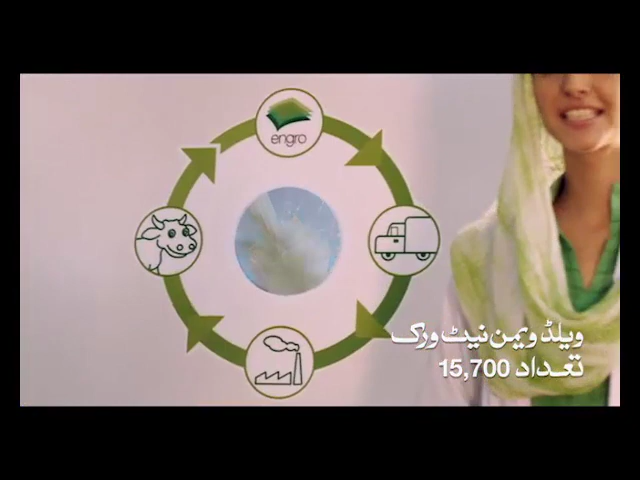 engro
ویلڈ ویمن نیٹ ورک
تعداد 15,700